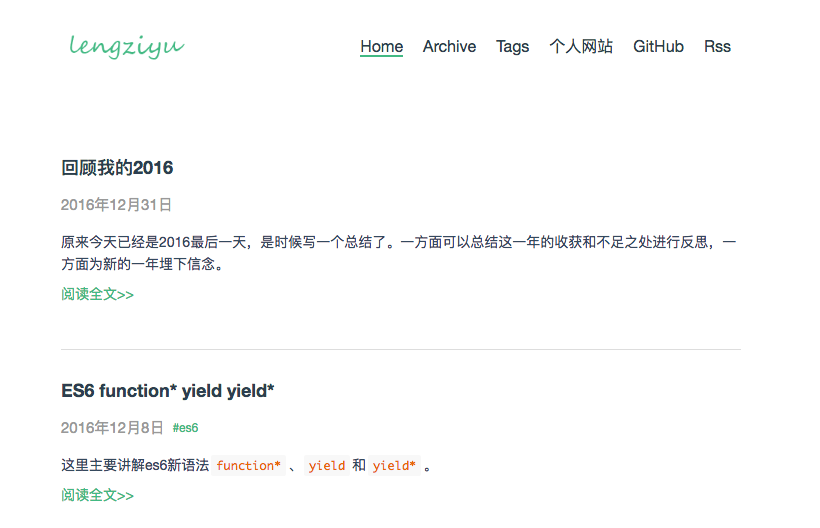 lengziyu
Home Archive Tags 个人网站 GitHub Rss
回顾我的2016
2016年12月31日
原来今天已经是2016最后一天，是时候写一个总结了。一方面可以总结这一年的收获和不足之处进行反思，一
方面为新的一年埋下信念。
阅读全文>>
ES6 function* yield yield*
2016年12月8日 #es6
这里主要讲解es6新语法 function* 、 yield 和 yield* 。
阅读全文>>